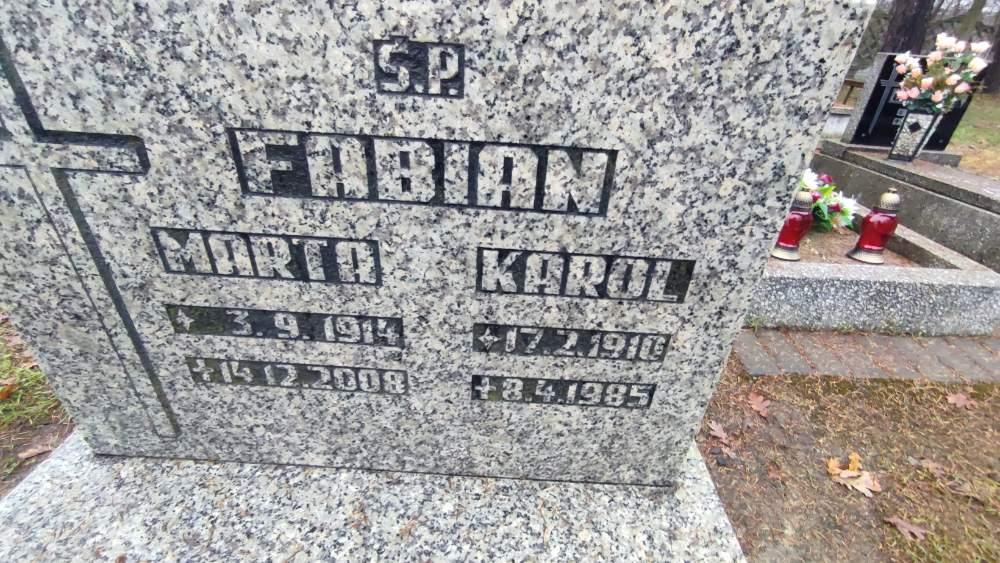 Ś.P.
FABIAN
MARTA
3.9.1914
14.12.2008
KAROL
17.2.1910
8.4.1985